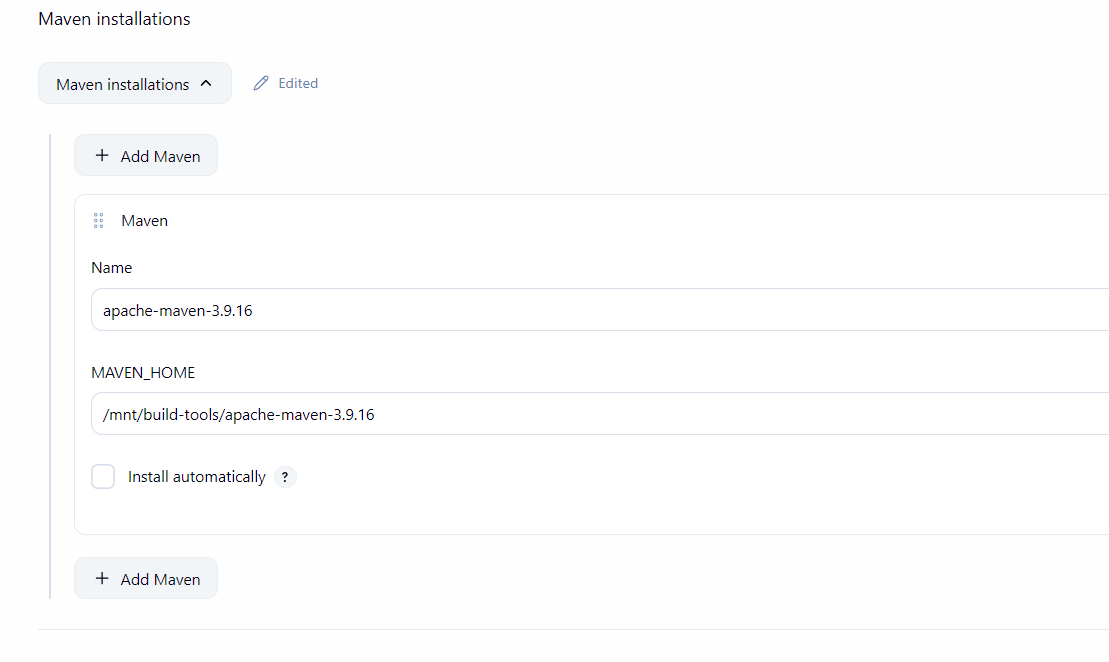 Maven installations
Maven installations
Edited
+ Add Maven
Maven
Name
apache-maven-3.9.16
MAVEN_HOME
/mnt/build-tools/apache-maven-3.9.16
Install automatically ?
+ Add Maven